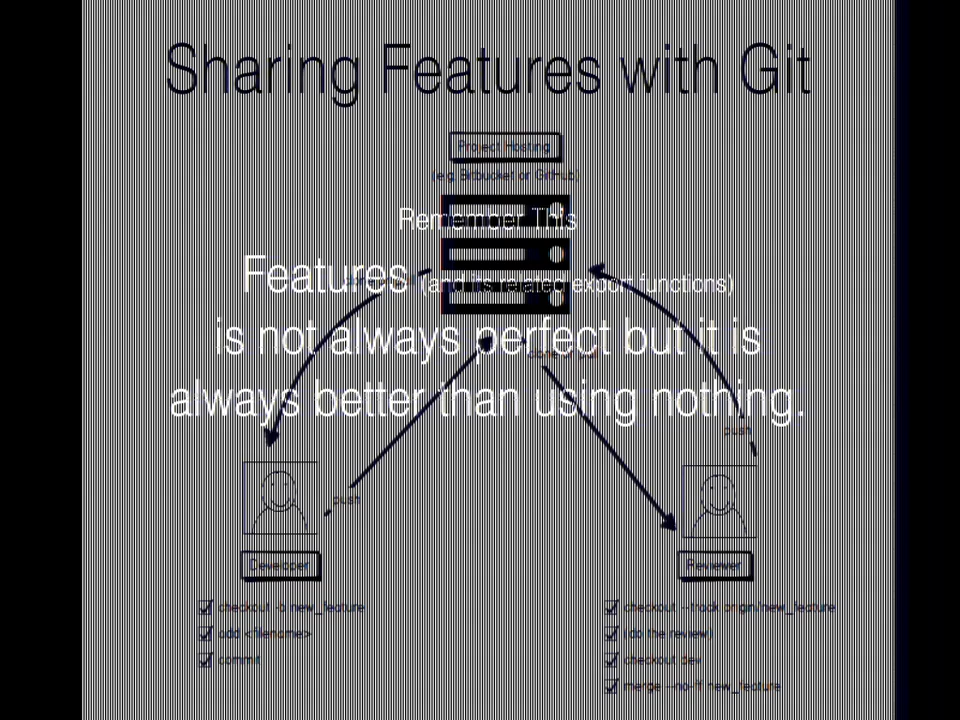 Sharing Features with Git
Project Hosting
(e.g. Bitbucket or GitHub)
Remember This
Features (and its related export functions)
is not always perfect but it is
always better than using nothing.
push
push
Developer
Reviewer
checkout -b new_feature
add <filename>
commit
checkout --track origin/new_feature
(do the review)
checkout dev
merge --no-ff new_feature